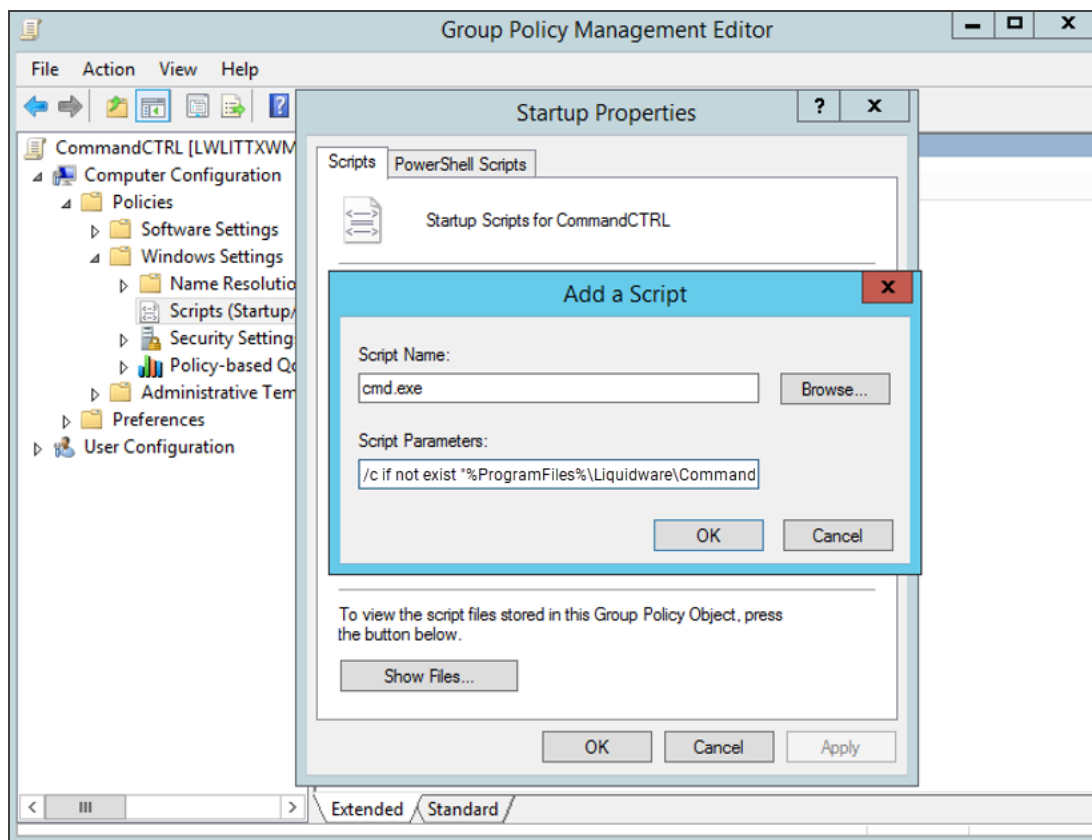 Group Policy Management Editor
File Action View Help
Startup Properties
CommandCTRL [LWLITTXWM
Computer Configuration
Policies
Software Settings
Windows Settings
Name Resolutio
Scripts (Startup/
Security Setting
Policy-based Qo
Administrative Tem
Preferences
User Configuration
Scripts PowerShell Scripts
Startup Scripts for CommandCTRL
Add a Script
Script Name:
cmd.exe
Browse...
Script Parameters:
/c if not exist "%ProgramFiles%\Liquidware\Command
OK Cancel
To view the script files stored in this Group Policy Object, press
the button below.
Show Files...
OK Cancel Apply
Extended Standard